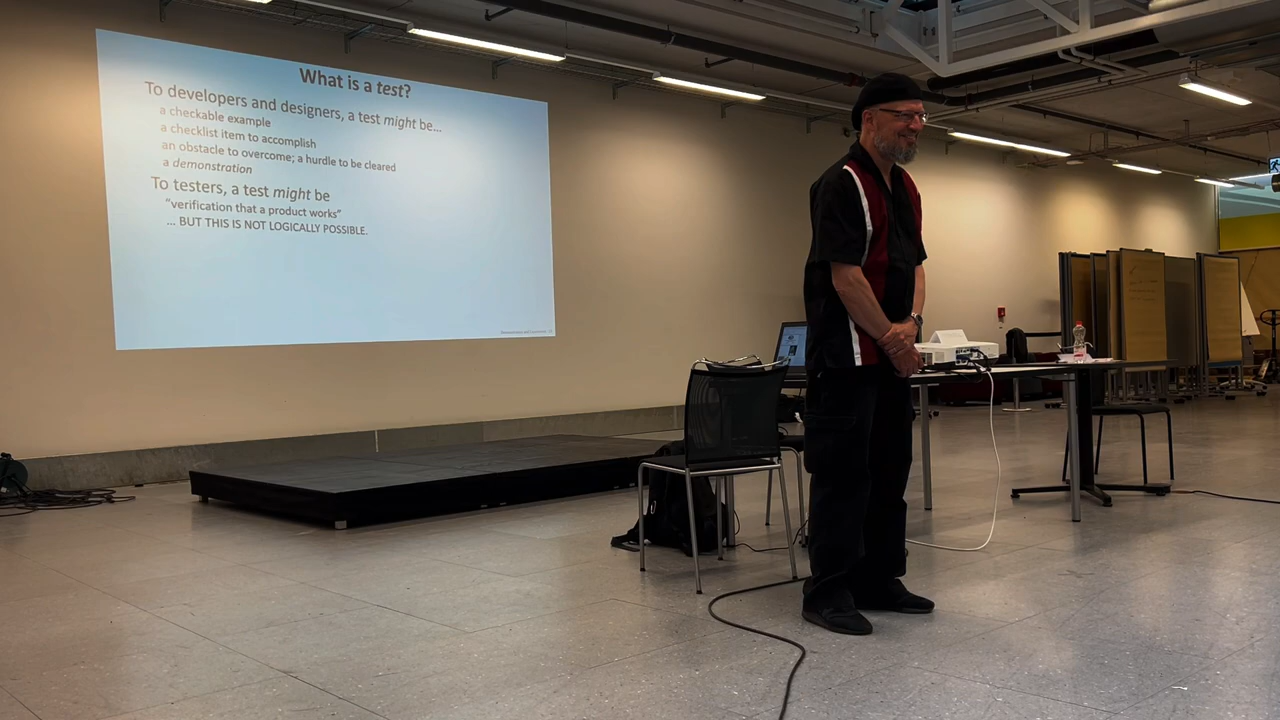 What is a test?
To developers and designers, a test might be...
a checkable example
a checklist item to accomplish
an obstacle to overcome; a hurdle to be cleared
a demonstration
To testers, a test might be
“verification that a product works”
... BUT THIS IS NOT LOGICALLY POSSIBLE.